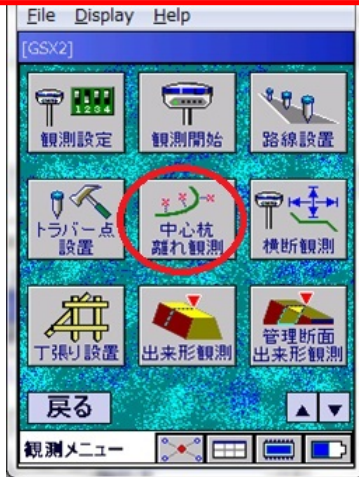 File Display Help
[GSX2]
1234
観測設定
観測開始
路線設置
トラバー点
設置
中心杭
離れ観測
横断観測
丁張り設置
出来形観測
管理断面
出来形観測
戻る
観測メニュー